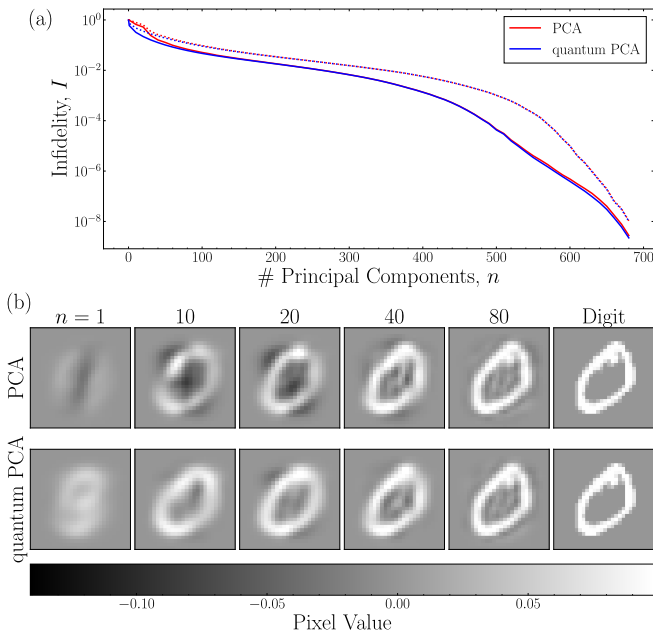 (a)
Infidelity, I
10^0
10^-2
10^-4
10^-6
10^-8
PCA
quantum PCA
0 100 200 300 400 500 600 700
# Principal Components, n
(b)
n = 1 10 20 40 80 Digit
PCA
quantum PCA
−0.10 −0.05 0.00 0.05
Pixel Value